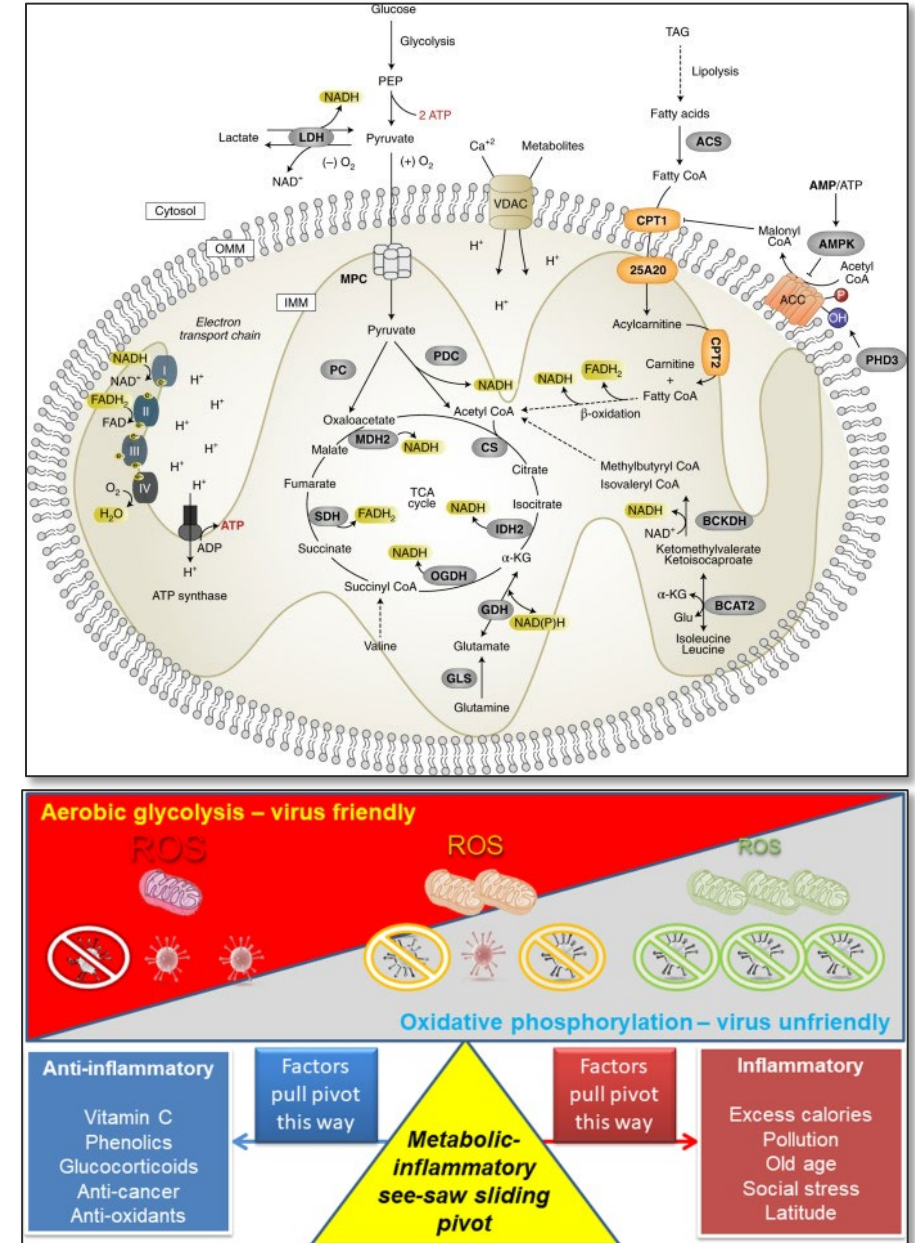 Glucose
Glycolysis
PEP
NADH
2 ATP
Lactate
LDH
Pyruvate
(–) O2
(+) O2
NAD+
TAG
Lipolysis
Fatty acids
ACS
Fatty CoA
Ca+2
Metabolites
VDAC
CPT1
AMP/ATP
Malonyl CoA
AMPK
Acetyl CoA
ACC
P
OH
PHD3
Cytosol
OMM
IMM
MPC
H+
H+
H+
25A20
Acylcarnitine
CPT2
Carnitine
+
Fatty CoA
Electron
transport chain
NADH
NAD+
FADH2
FAD
I
II
III
IV
e
e
e
e
O2
H2O
H+
H+
H+
H+
H+
H+
ATP
ADP
H+
ATP synthase
Pyruvate
PC
PDC
NADH
NADH
FADH2
β-oxidation
Oxaloacetate
Acetyl CoA
MDH2
NADH
CS
Malate
Citrate
Fumarate
Isocitrate
TCA
cycle
SDH
FADH2
NADH
IDH2
Succinate
NADH
OGDH
α-KG
Succinyl CoA
GDH
NAD(P)H
Valine
Glutamate
GLS
Glutamine
Methylbutyryl CoA
Isovaleryl CoA
NADH
NAD+
BCKDH
Ketomethylvalerate
Ketoisocaproate
α-KG
Glu
BCAT2
Isoleucine
Leucine
Aerobic glycolysis – virus friendly
ROS
ROS
ROS
Oxidative phosphorylation – virus unfriendly
Anti-inflammatory
Vitamin C
Phenolics
Glucocorticoids
Anti-cancer
Anti-oxidants
Factors
pull pivot
this way
Metabolic-
inflammatory
see-saw sliding
pivot
Factors
pull pivot
this way
Inflammatory
Excess calories
Pollution
Old age
Social stress
Latitude